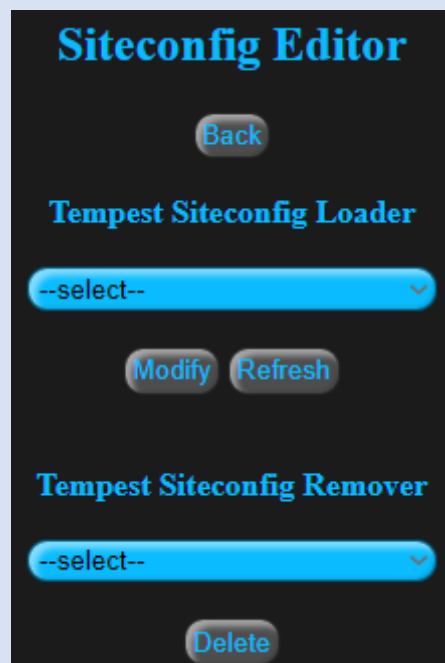 Siteconfig Editor
Back
Tempest Siteconfig Loader
--select--
Modify Refresh
Tempest Siteconfig Remover
--select--
Delete